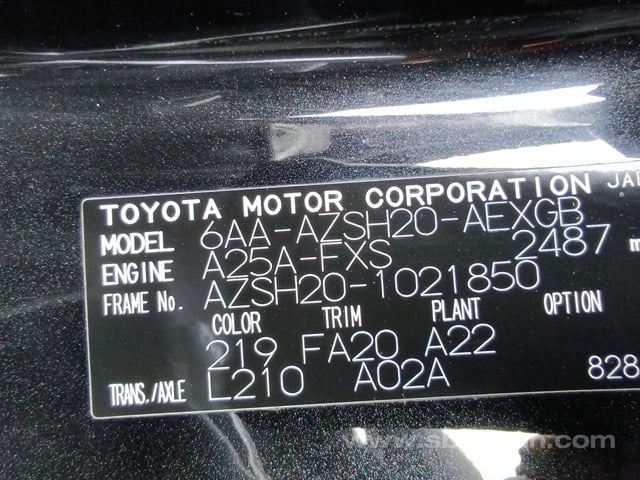 TOYOTA MOTOR CORPORATION JAP
MODEL 6AA-AZSH20-AEXGB
ENGINE A25A-FXS 2487 m
FRAME No. AZSH20-1021850
COLOR TRIM PLANT OPTION
219 FA20 A22
TRANS./AXLE L210 A02A 828